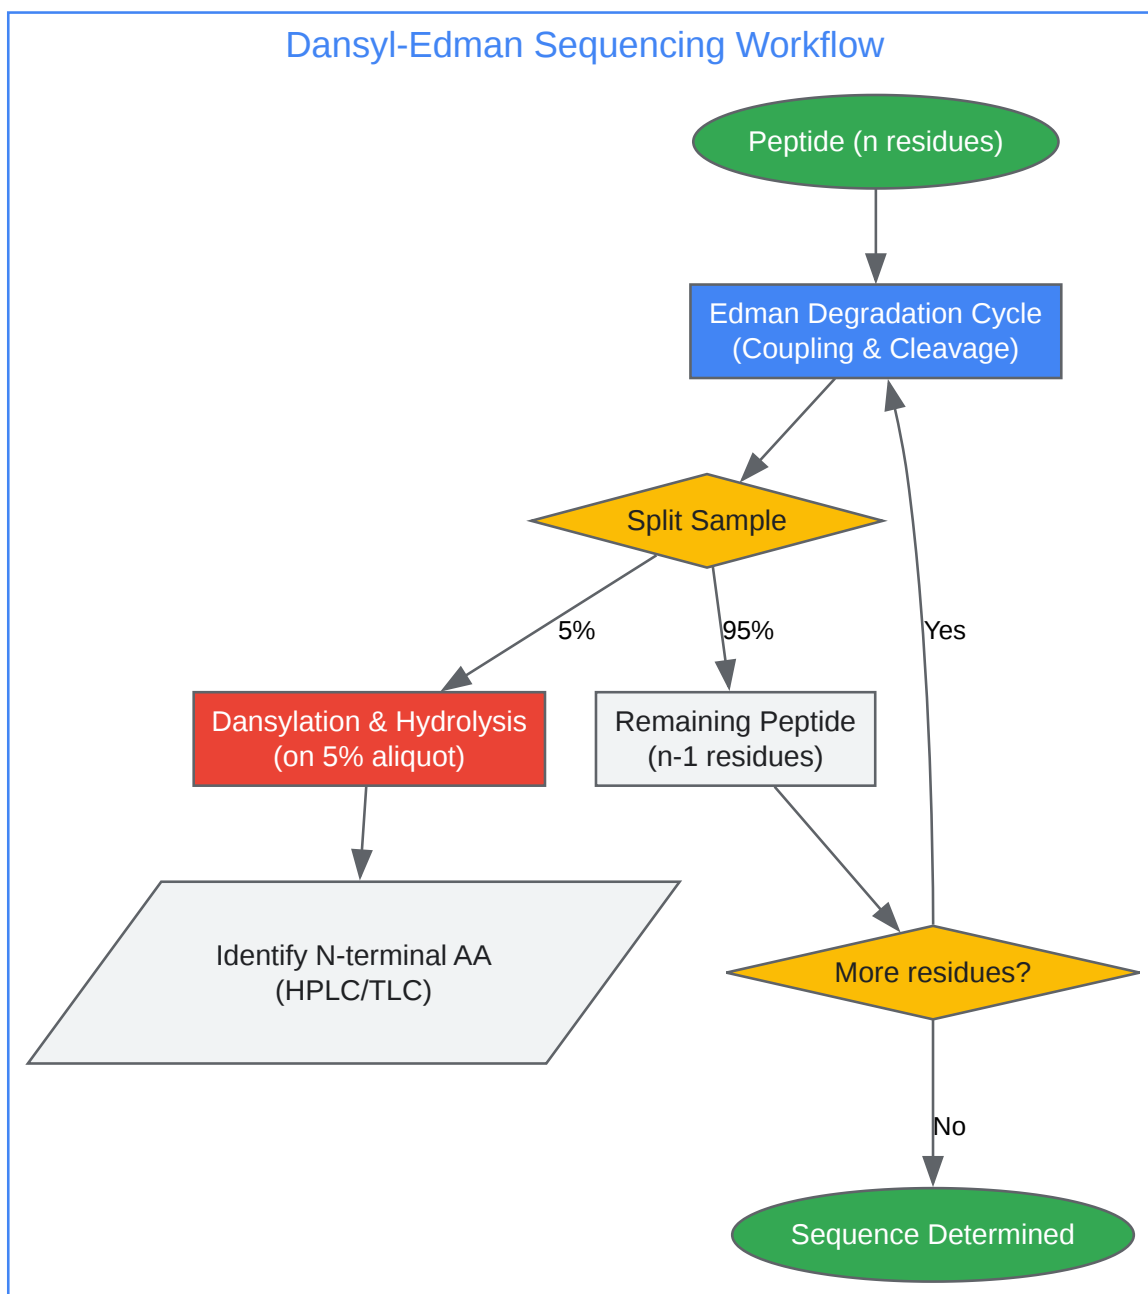 Dansyl-Edman Sequencing Workflow
Peptide (n residues)
Edman Degradation Cycle
(Coupling & Cleavage)
Split Sample
5%
95%
Yes
Dansylation & Hydrolysis
(on 5% aliquot)
Remaining Peptide
(n-1 residues)
Identify N-terminal AA
(HPLC/TLC)
More residues?
No
Sequence Determined